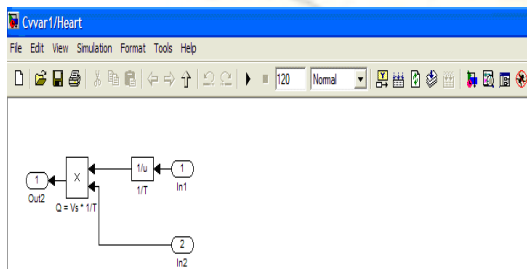 Cvvar1/Heart
File Edit View Simulation Format Tools Help
120 Normal
1/u
1
1/T
In1
X
1
Out2
Q = Vs * 1/T
2
In2